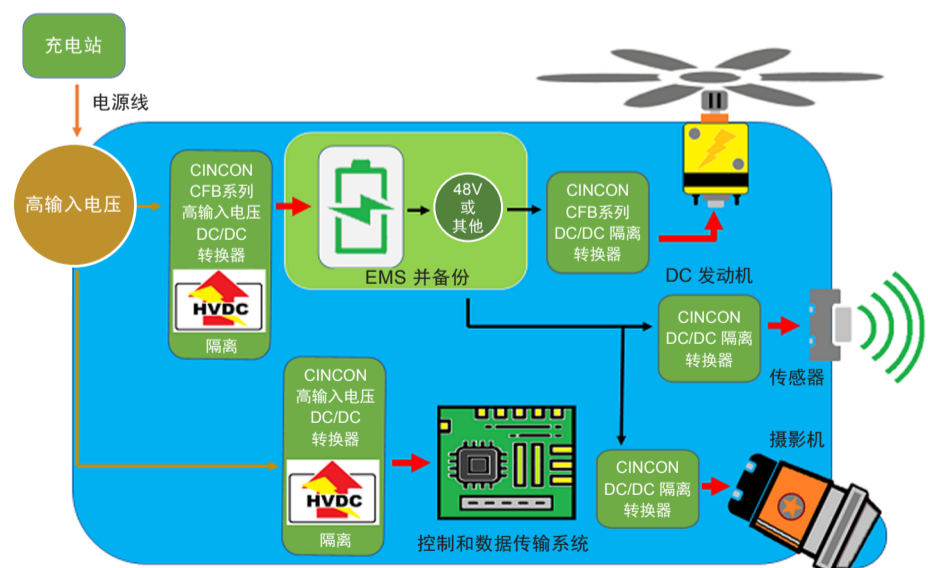 充电站
电源线
高输入电压
CINCON
CFB系列
高输入电压
DC/DC
转换器
HVDC
隔离
48V
或
其他
EMS 并备份
CINCON
CFB系列
DC/DC 隔离
转换器
DC 发动机
CINCON
DC/DC 隔离
转换器
传感器
CINCON
高输入电压
DC/DC
转换器
HVDC
隔离
控制和数据传输系统
CINCON
DC/DC 隔离
转换器
摄影机